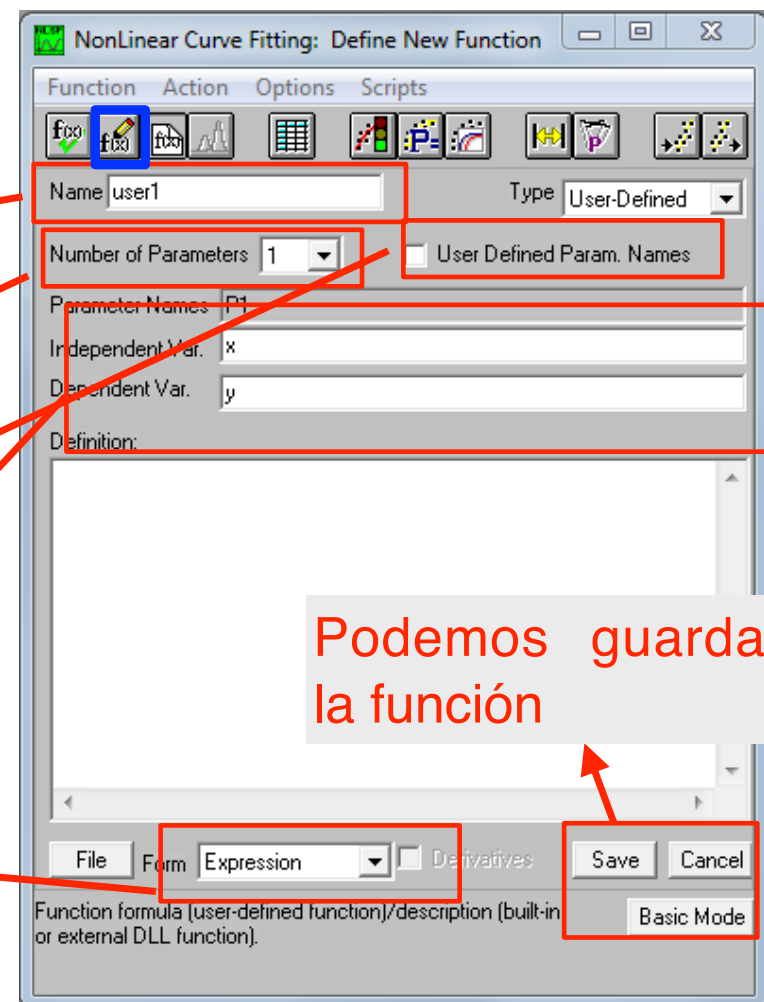 NonLinear Curve Fitting: Define New Function
Function Action Options Scripts
Name user1 Type User-Defined
Number of Parameters 1 User Defined Param. Names
Parameter Names P1
Independent Var. x
Dependent Var. y
Definition:
Podemos guarda
la función
File Form Expression Derivatives Save Cancel
Function formula (user-defined function)/description (built-in
or external DLL function).
Basic Mode